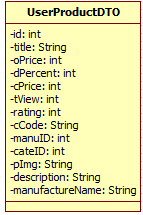 UserProductDTO
-id: int
-title: String
-oPrice: int
-dPercent: int
-cPrice: int
-tView: int
-rating: int
-cCode: String
-manuID: int
-cateID: int
-pImg: String
-description: String
-manufactureName: String